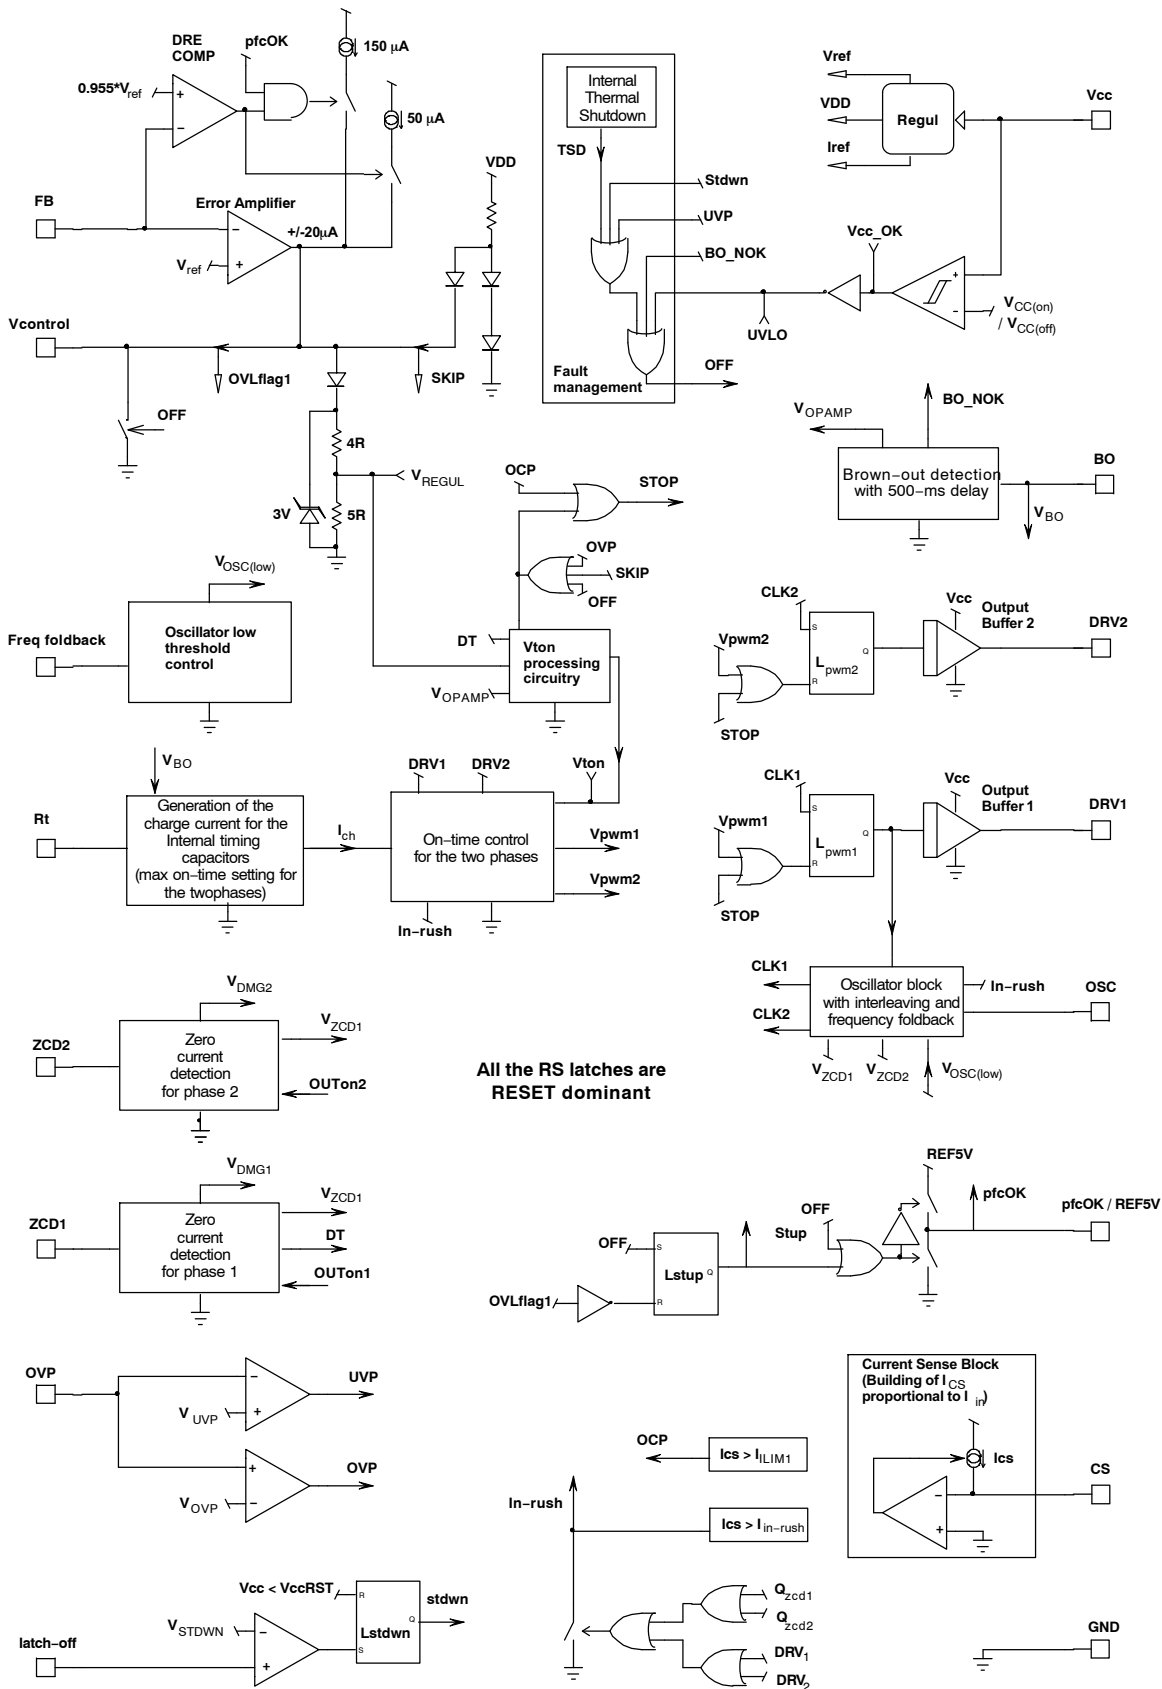 DRE
COMP
pfcOK
150 μA
0.955*Vref
+
−
50 μA
FB
Error Amplifier
+/-20μA
−
+
Vref
VDD
Vcontrol
OVLflag1
SKIP
OFF
4R
VREGUL
3V
5R
Internal
Thermal
Shutdown
TSD
Stdwn
UVP
BO_NOK
Fault
management
OFF
UVLO
Vref
VDD
Iref
Regul
Vcc
Vcc_OK
+
−
VCC(on)
/ VCC(off)
VOPAMP
BO_NOK
Brown−out detection
with 500−ms delay
BO
VBO
OCP
STOP
OVP
SKIP
OFF
DT
Vton
processing
circuitry
VOPAMP
VOSC(low)
Freq foldback
Oscillator low
threshold
control
CLK2
Vpwm2
STOP
S
R
Q
Lpwm2
Vcc
Output
Buffer 2
DRV2
VBO
Rt
Generation of the
charge current for the
Internal timing
capacitors
(max on−time setting for
the twophases)
Ich
DRV1
DRV2
Vton
On−time control
for the two phases
Vpwm1
Vpwm2
In−rush
CLK1
Vpwm1
STOP
S
R
Q
Lpwm1
Vcc
Output
Buffer 1
DRV1
CLK1
CLK2
Oscillator block
with interleaving and
frequency foldback
In−rush
OSC
VZCD1
VZCD2
VOSC(low)
VDMG2
ZCD2
Zero
current
detection
for phase 2
VZCD1
OUTon2
All the RS latches are
RESET dominant
VDMG1
ZCD1
Zero
current
detection
for phase 1
VZCD1
DT
OUTon1
OFF
OVLflag1
S
R
Q
Lstup
Stup
OFF
REF5V
pfcOK
pfcOK / REF5V
OVP
−
+
VUVP
UVP
+
−
VOVP
OVP
OCP
Ics > IILIM1
In−rush
Ics > Iin−rush
Current Sense Block
(Building of ICS
proportional to Iin)
Ics
−
+
CS
Vcc < VccRST
R
S
Q
Lstdwn
stdwn
VSTDWN
latch−off
−
+
Qzcd1
Qzcd2
DRV1
DRV2
GND